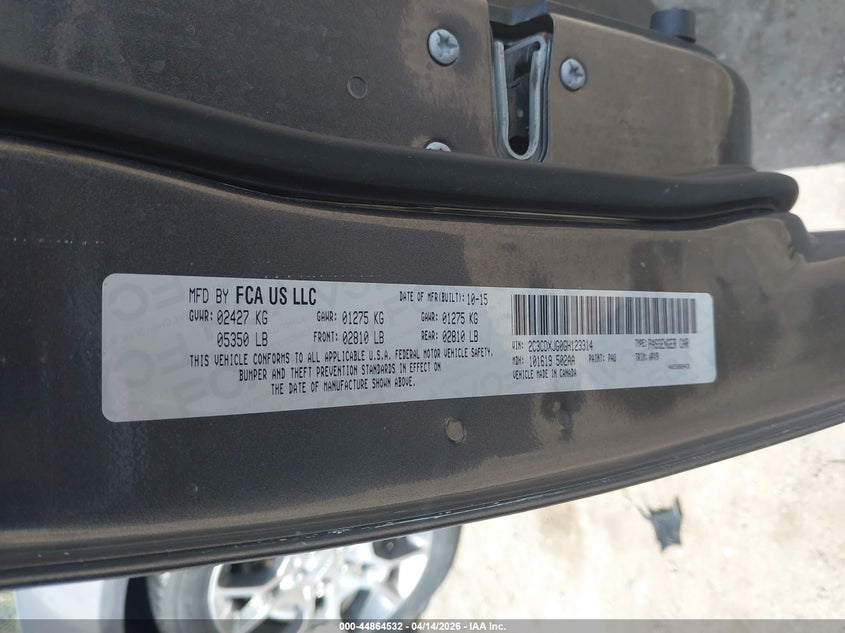 MFD BY FCA US LLC
DATE OF MFR(BUILT): 10-15
GVWR: 02427 KG
GAWR: 01275 KG
GAWR: 01275 KG
05350 LB
FRONT: 02810 LB
REAR: 02810 LB
THIS VEHICLE CONFORMS TO ALL APPLICABLE U.S.A. FEDERAL MOTOR VEHICLE SAFETY,
BUMPER AND THEFT PREVENTION STANDARDS IN EFFECT ON
THE DATE OF MANUFACTURE SHOWN ABOVE.
VIN: 2C3CDXJG0GH123314
TYPE: PASSENGER CAR
MDH: 101619 502AA
PAINT: PAU
TRIM: APX9
VEHICLE MADE IN CANADA
000-44864532 — 04/14/2026 — IAA Inc.